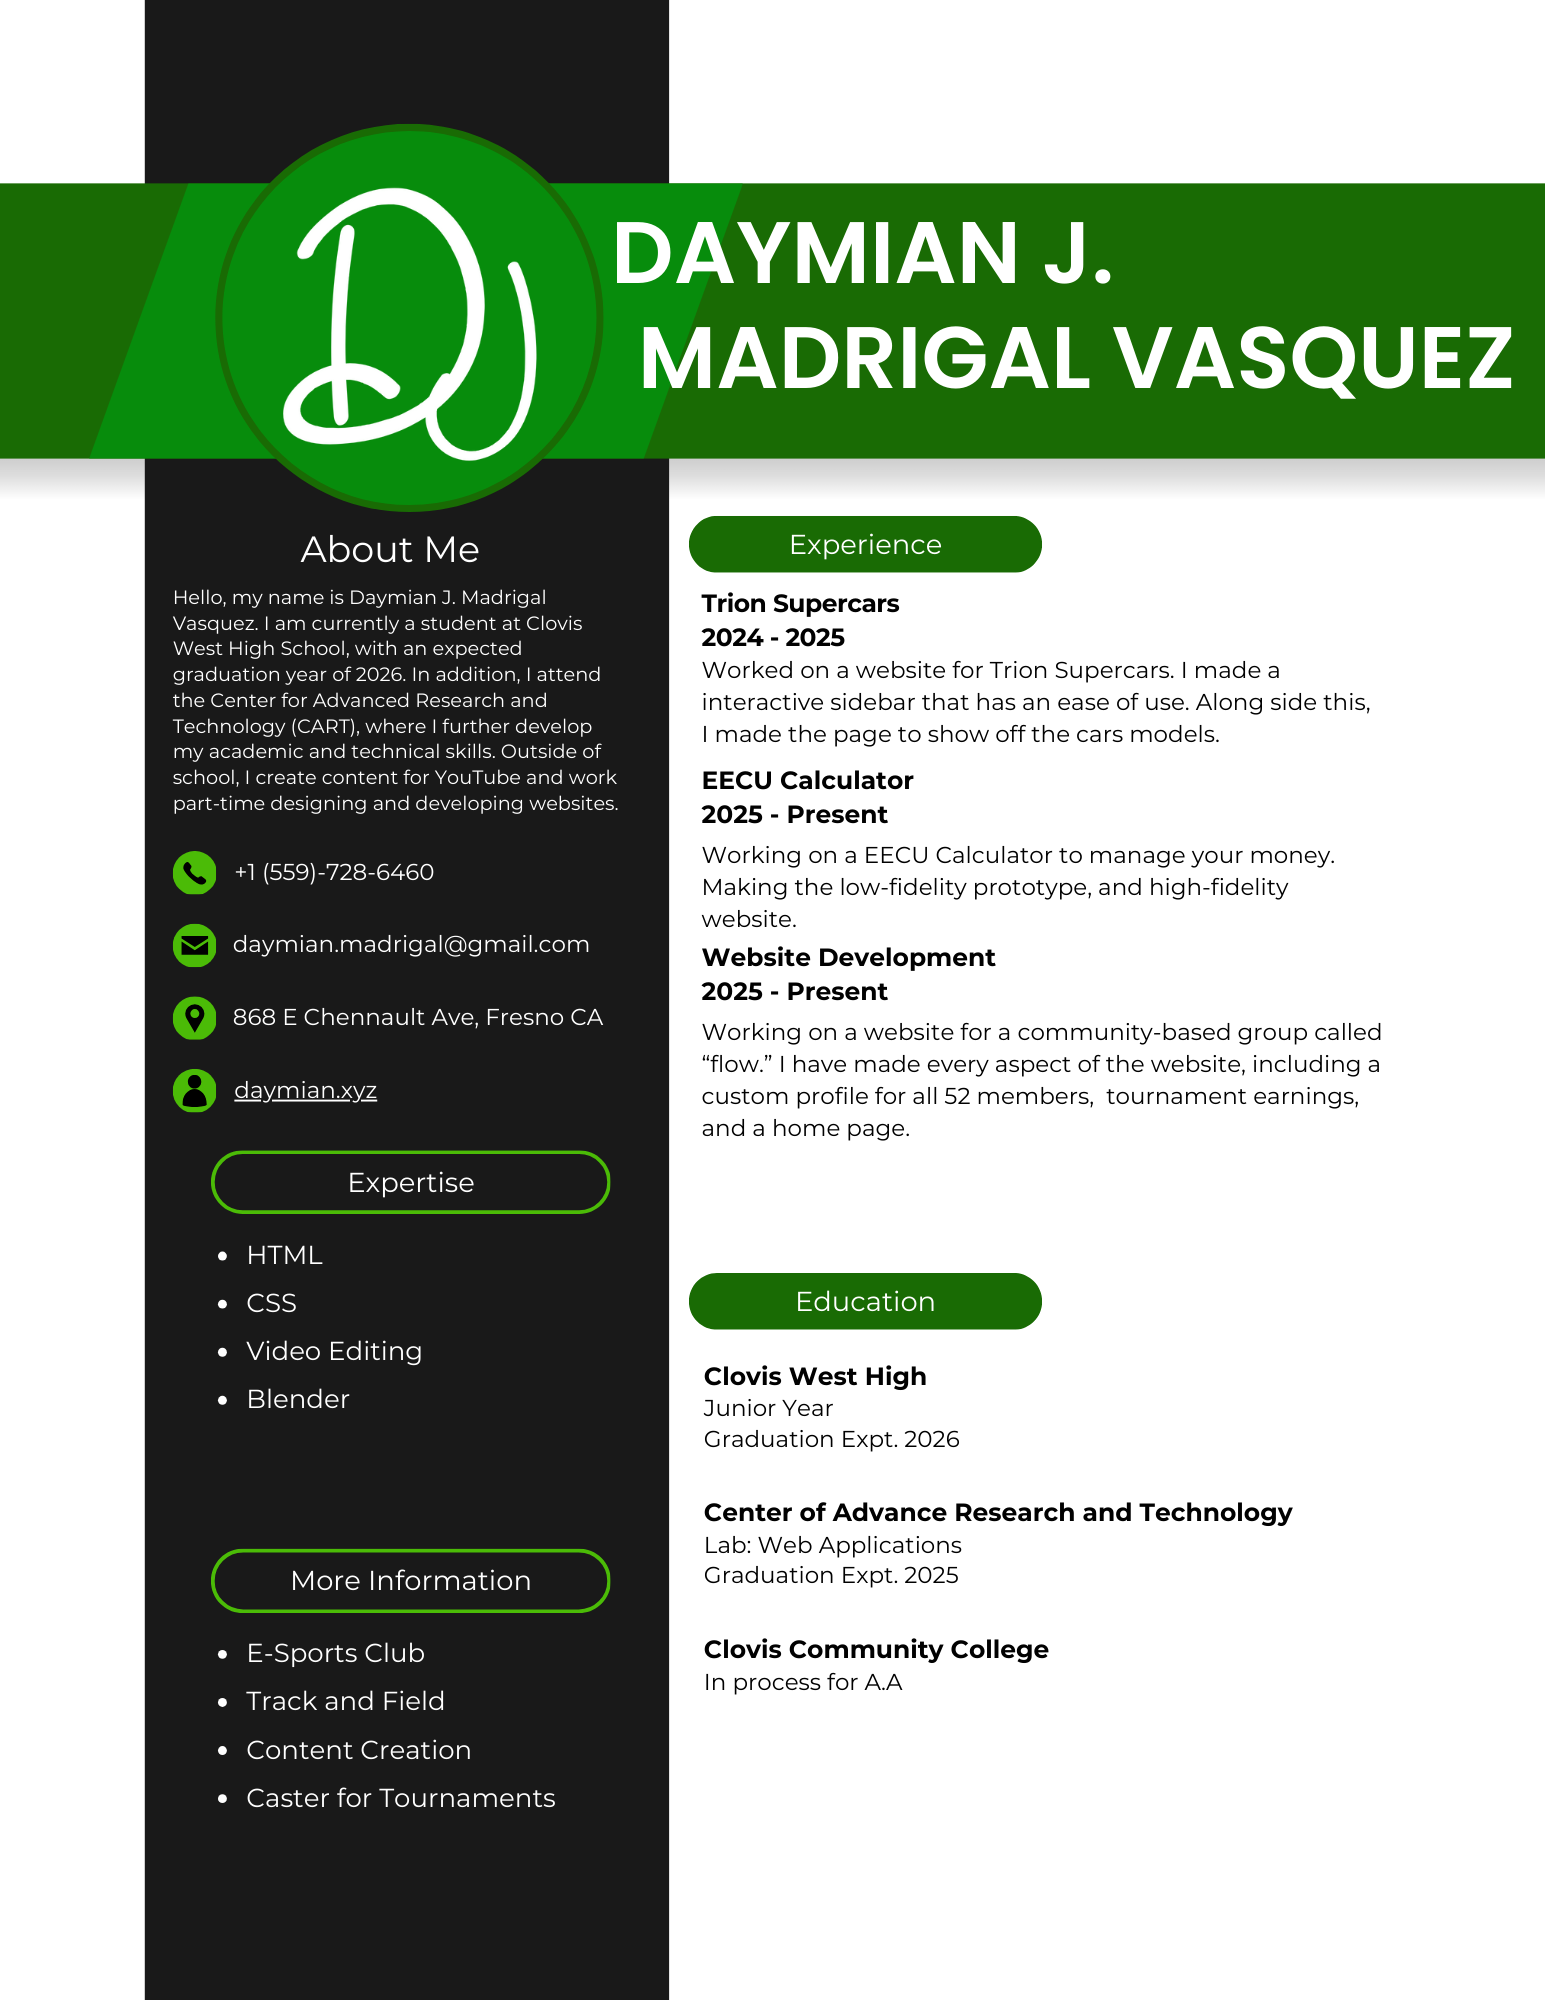 DJ
DAYMIAN J.
MADRIGAL VASQUEZ
About Me
Hello, my name is Daymian J. Madrigal
Vasquez. I am currently a student at Clovis
West High School, with an expected
graduation year of 2026. In addition, I attend
the Center for Advanced Research and
Technology (CART), where I further develop
my academic and technical skills. Outside of
school, I create content for YouTube and work
part-time designing and developing websites.
+1 (559)-728-6460
daymian.madrigal@gmail.com
868 E Chennault Ave, Fresno CA
daymian.xyz
Expertise
• HTML
• CSS
• Video Editing
• Blender
More Information
• E-Sports Club
• Track and Field
• Content Creation
• Caster for Tournaments
Experience
Trion Supercars
2024 - 2025
Worked on a website for Trion Supercars. I made a
interactive sidebar that has an ease of use. Along side this,
I made the page to show off the cars models.
EECU Calculator
2025 - Present
Working on a EECU Calculator to manage your money.
Making the low-fidelity prototype, and high-fidelity
website.
Website Development
2025 - Present
Working on a website for a community-based group called
“flow.” I have made every aspect of the website, including a
custom profile for all 52 members,  tournament earnings,
and a home page.
Education
Clovis West High
Junior Year
Graduation Expt. 2026
Center of Advance Research and Technology
Lab: Web Applications
Graduation Expt. 2025
Clovis Community College
In process for A.A